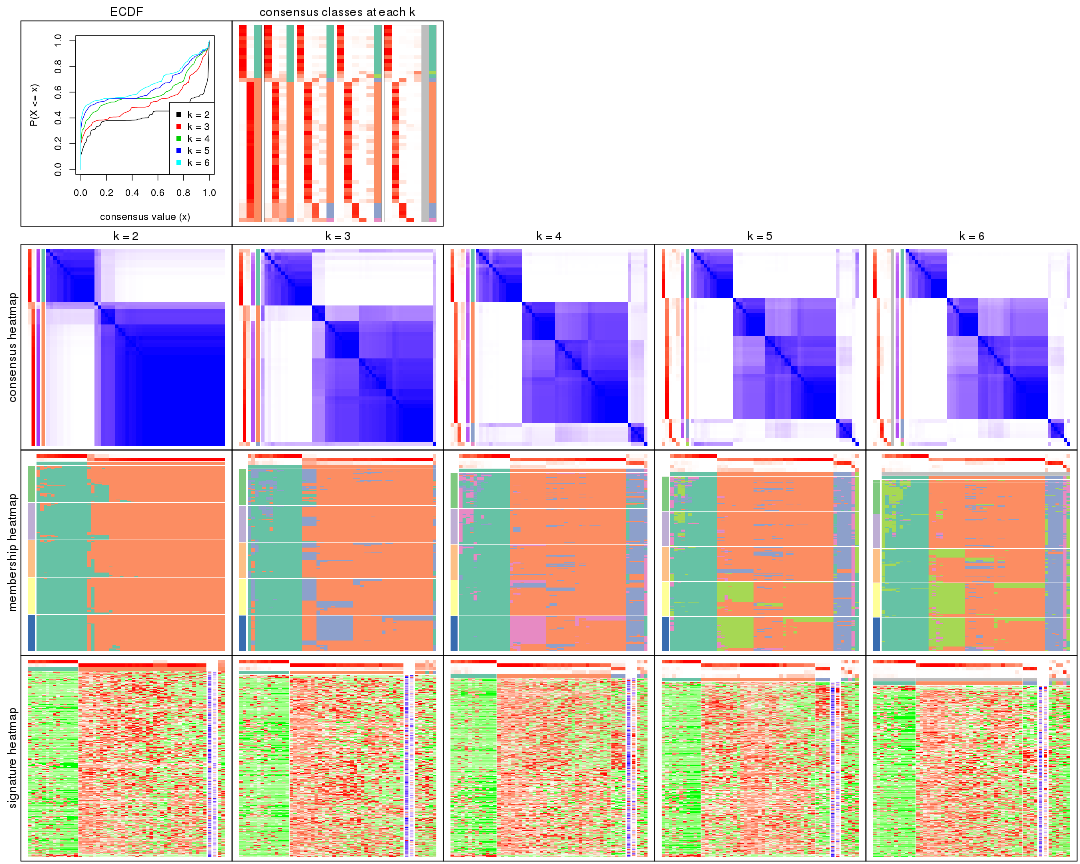 ECDF
consensus classes at each k
P(X <= x)
0.0 0.2 0.4 0.6 0.8 1.0
k = 2
k = 3
k = 4
k = 5
k = 6
0.0 0.2 0.4 0.6 0.8 1.0
consensus value (x)
k = 2
k = 3
k = 4
k = 5
k = 6
consensus heatmap
membership heatmap
signature heatmap